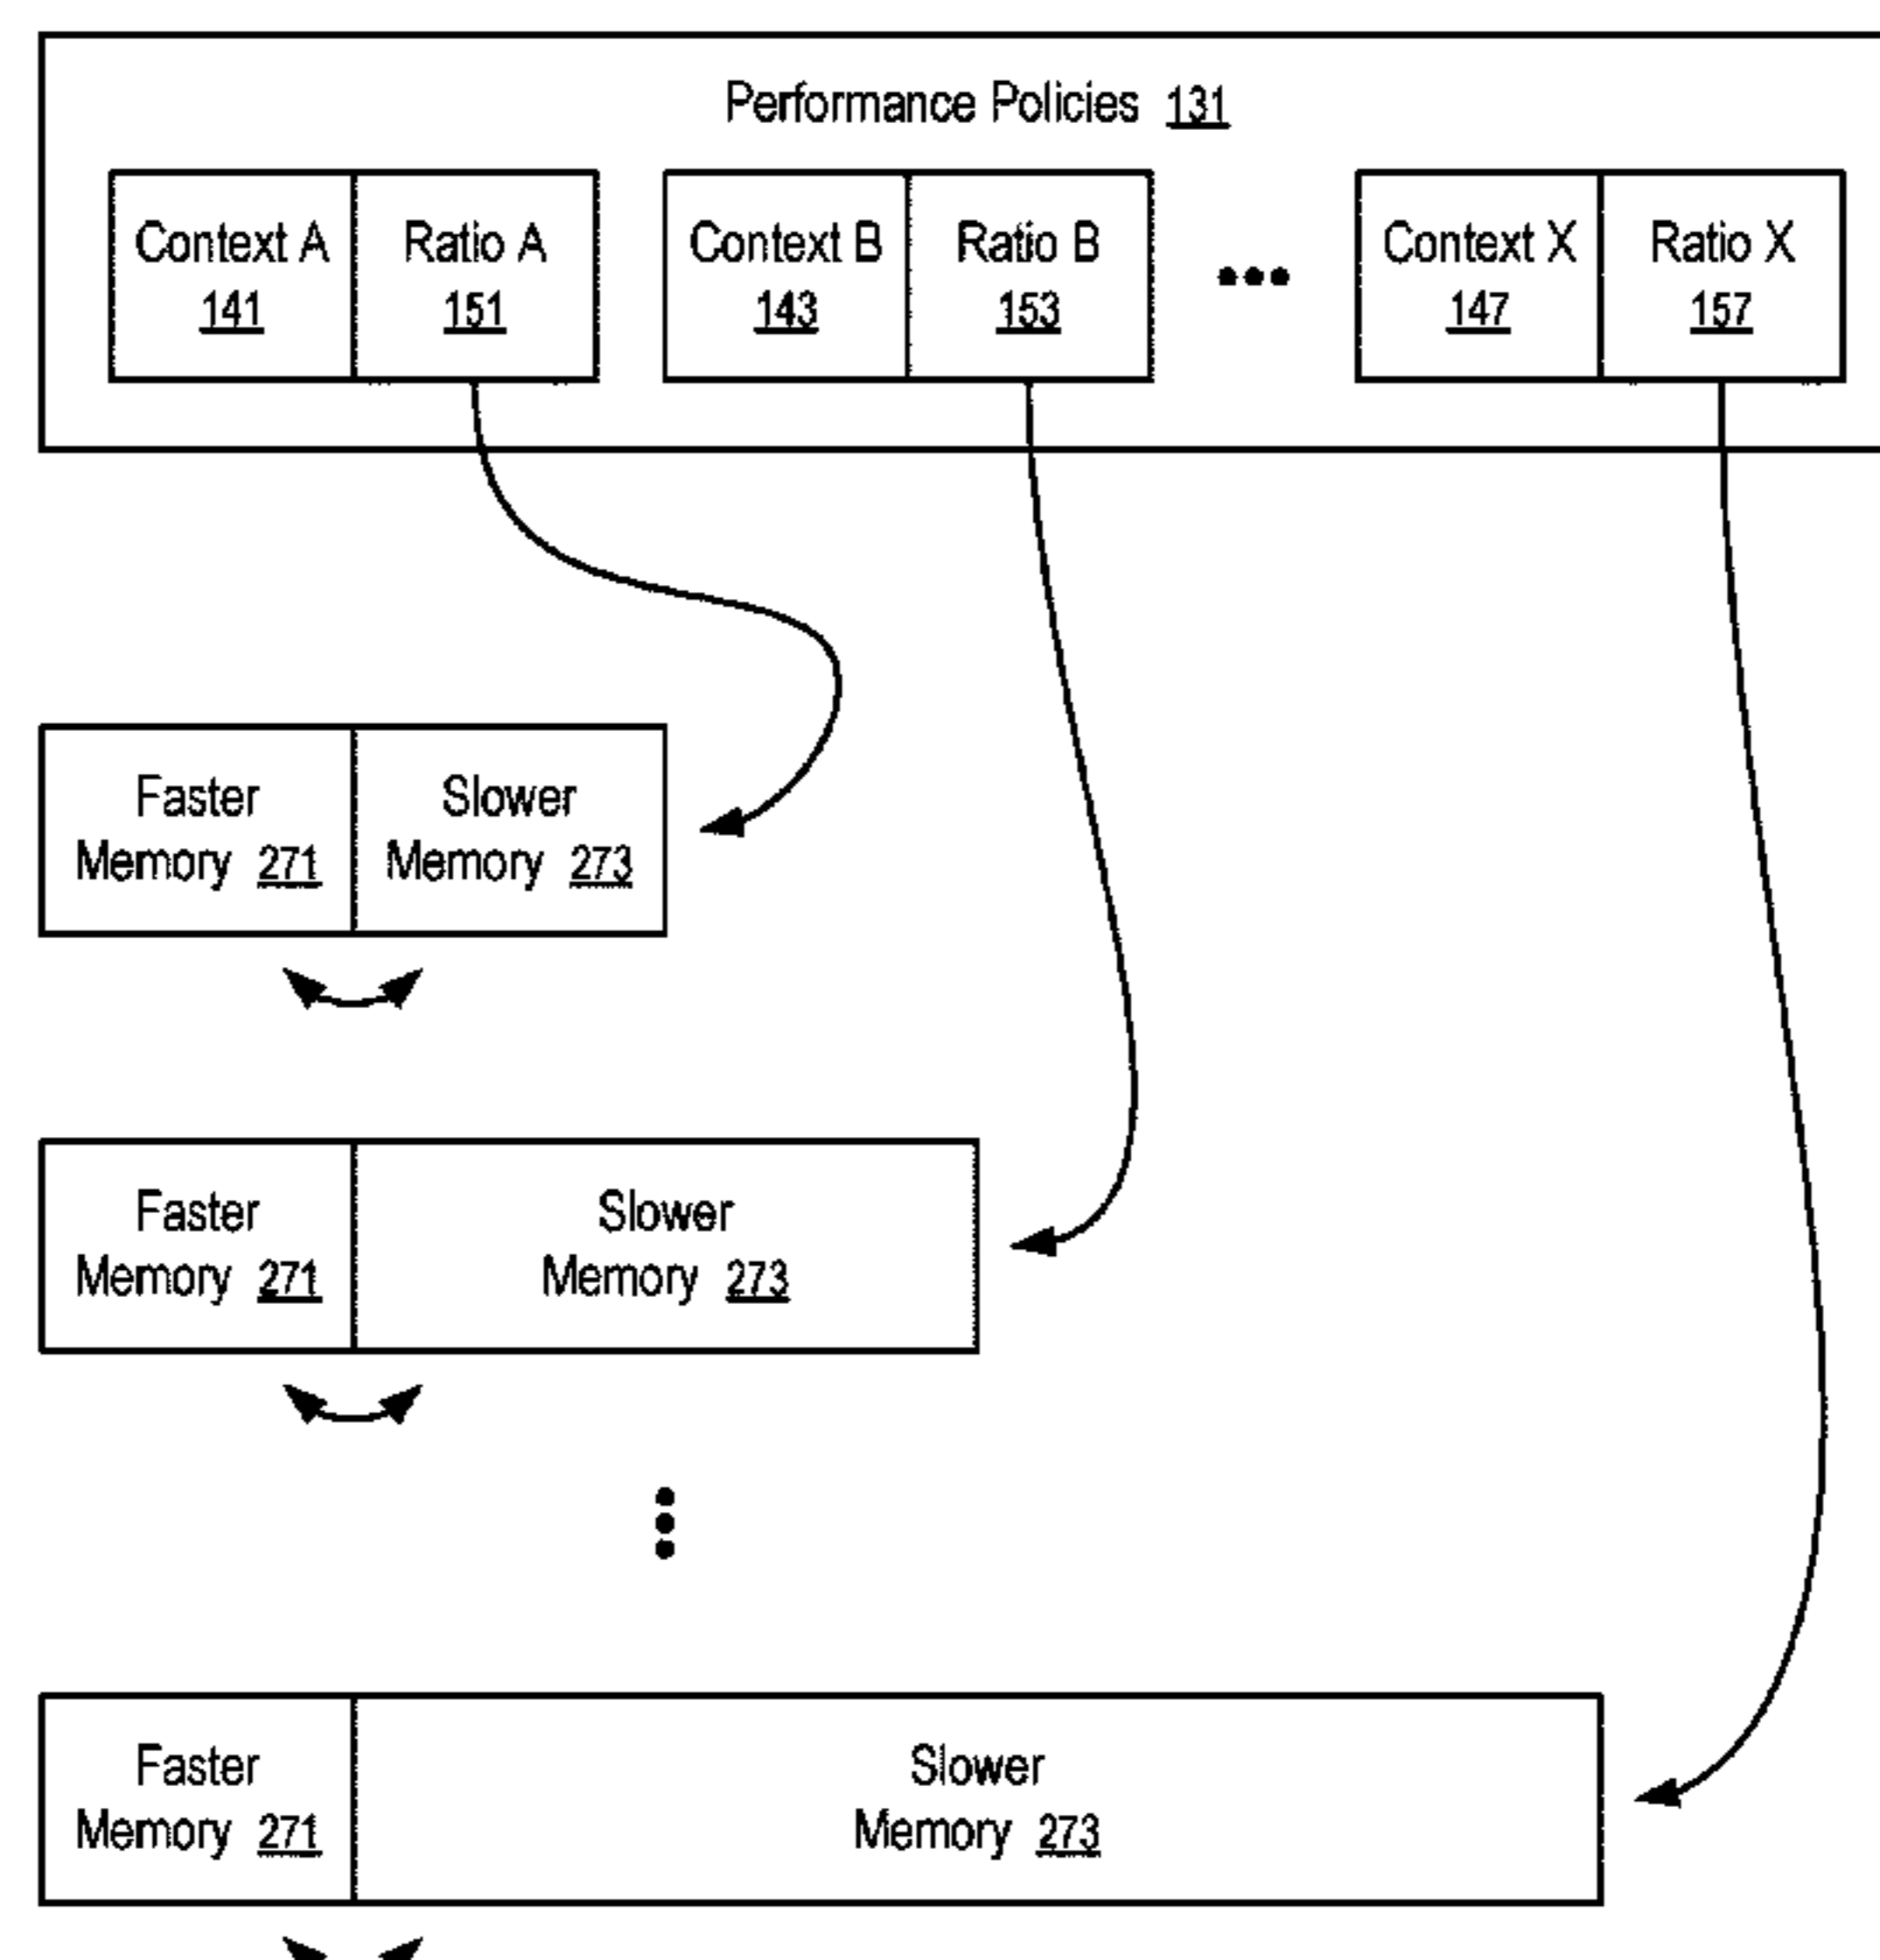 Performance Policies 131
Context A Ratio A Context B Ratio B ••• Context X Ratio X
141 151 143 153 147 157
Faster Slower
Memory 271 Memory 273
Faster Slower
Memory 271 Memory 273
Faster Slower
Memory 271 Memory 273